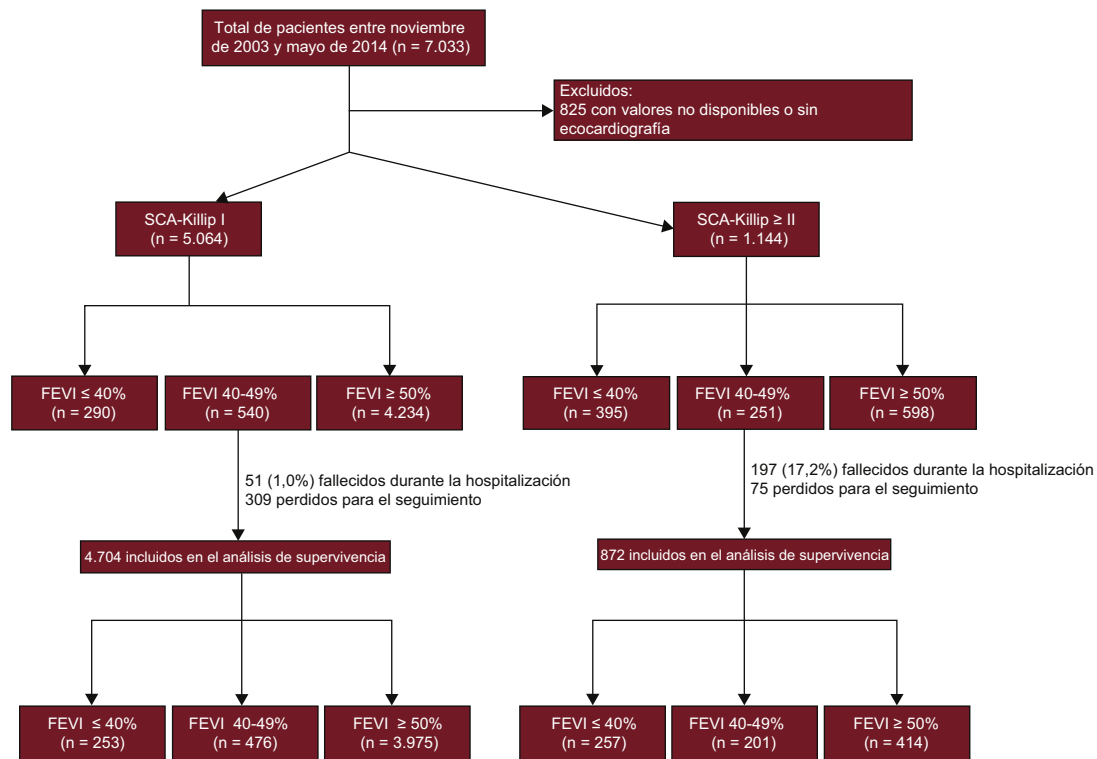 Total de pacientes entre noviembre
de 2003 y mayo de 2014 (n = 7.033)
Excluidos:
825 con valores no disponibles o sin
ecocardiografía
SCA-Killip I
(n = 5.064)
SCA-Killip ≥ II
(n = 1.144)
FEVI ≤ 40%
(n = 290)
FEVI 40-49%
(n = 540)
FEVI ≥ 50%
(n = 4.234)
FEVI ≤ 40%
(n = 395)
FEVI 40-49%
(n = 251)
FEVI ≥ 50%
(n = 598)
51 (1,0%) fallecidos durante la hospitalización
309 perdidos para el seguimiento
197 (17,2%) fallecidos durante la hospitalización
75 perdidos para el seguimiento
4.704 incluidos en el análisis de supervivencia
872 incluidos en el análisis de supervivencia
FEVI ≤ 40%
(n = 253)
FEVI 40-49%
(n = 476)
FEVI ≥ 50%
(n = 3.975)
FEVI ≤ 40%
(n = 257)
FEVI 40-49%
(n = 201)
FEVI ≥ 50%
(n = 414)